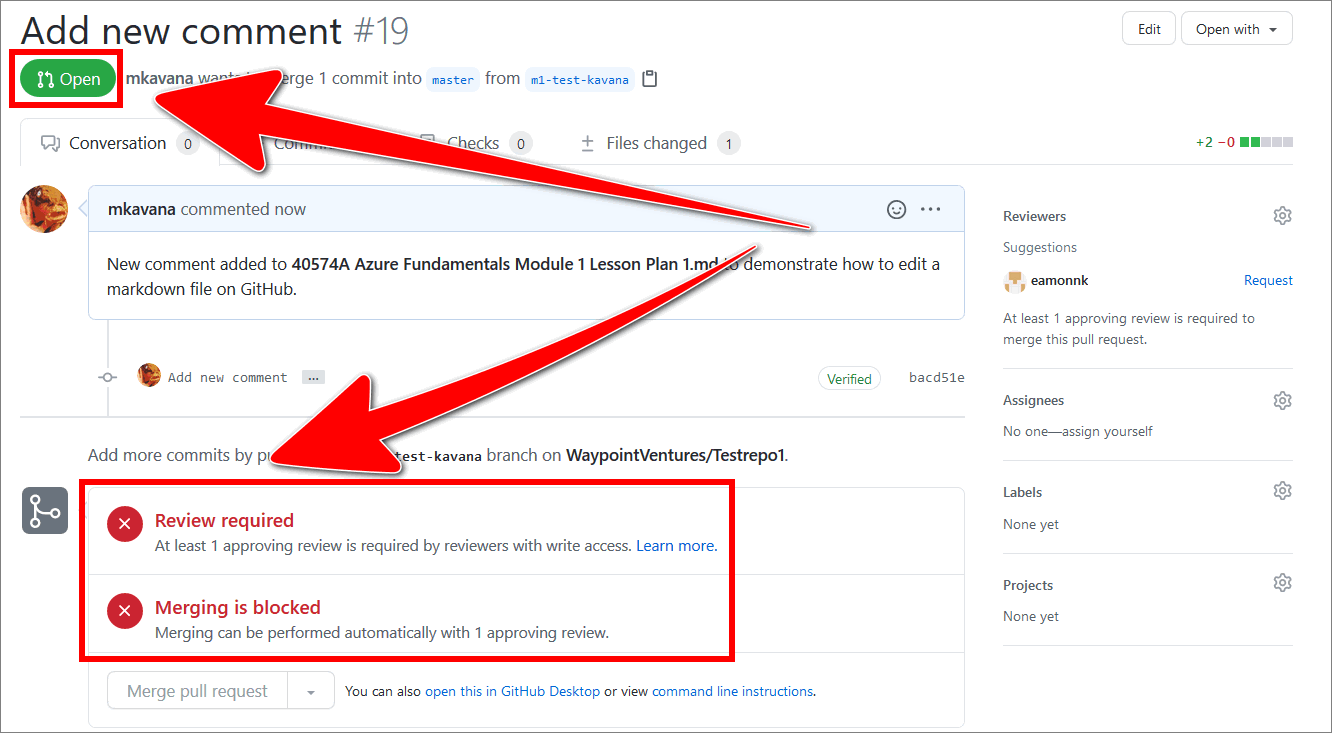 Add new comment #19
Edit
Open with
Open
mkavana wants merge 1 commit into master from m1-test-kavana
Conversation 0
Checks 0
Files changed 1
+2 −0
mkavana commented now
New comment added to 40574A Azure Fundamentals Module 1 Lesson Plan 1.md to demonstrate how to edit a
markdown file on GitHub.
Add new comment ...
Verified
bacd51e
Add more commits by test-kavana branch on WaypointVentures/Testrepo1.
Review required
At least 1 approving review is required by reviewers with write access. Learn more.
Merging is blocked
Merging can be performed automatically with 1 approving review.
Merge pull request
You can also open this in GitHub Desktop or view command line instructions.
Reviewers
Suggestions
eamonnk
Request
At least 1 approving review is required to
merge this pull request.
Assignees
No one—assign yourself
Labels
None yet
Projects
None yet